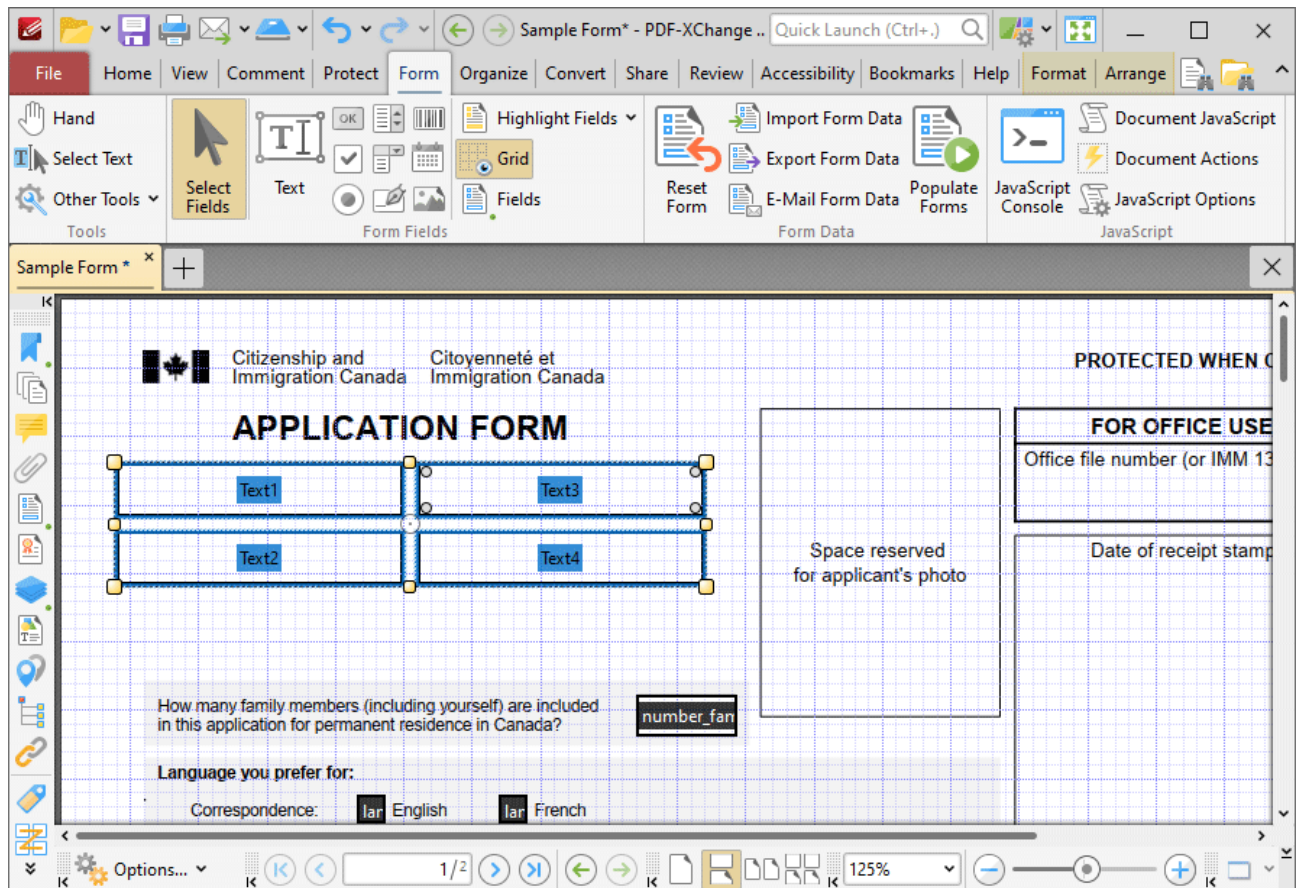 Sample Form* - PDF-XChange ..
Quick Launch (Ctrl+.)
File Home View Comment Protect Form Organize Convert Share Review Accessibility Bookmarks Help Format Arrange
Hand
Select Text
Other Tools
Tools
Select Fields
Text
OK
Highlight Fields
Grid
Fields
Form Fields
Reset Form
Import Form Data
Export Form Data
E-Mail Form Data
Populate Forms
Form Data
JavaScript Console
Document JavaScript
Document Actions
JavaScript Options
JavaScript
Sample Form *
Citizenship and Immigration Canada
Citoyenneté et Immigration Canada
PROTECTED WHEN C
APPLICATION FORM
FOR OFFICE USE
Office file number (or IMM 13
Text1
Text3
Text2
Text4
Space reserved
for applicant's photo
Date of receipt stamp
How many family members (including yourself) are included
in this application for permanent residence in Canada?
number_fan
Language you prefer for:
Correspondence: lar English lar French
Options...
1/2
125%